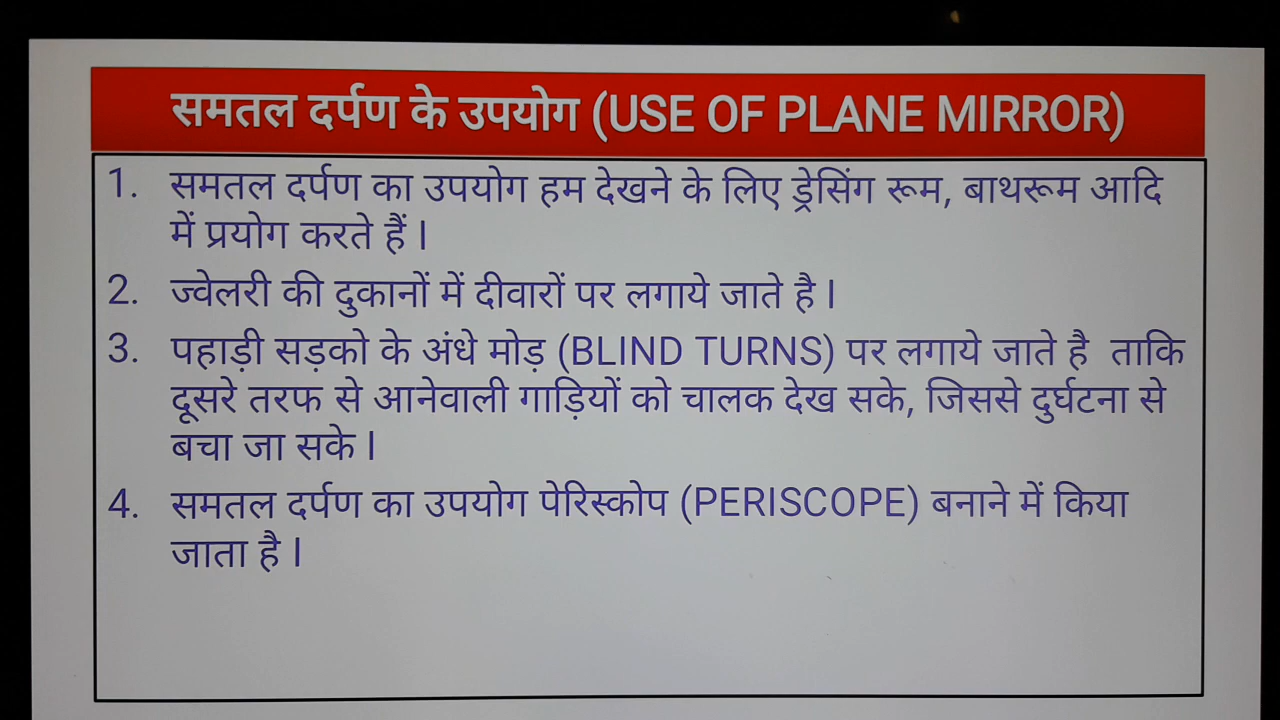 समतल दर्पण के उपयोग (USE OF PLANE MIRROR)
1. समतल दर्पण का उपयोग हम देखने के लिए ड्रेसिंग रूम, बाथरूम आदि
में प्रयोग करते हैं l
2. ज्वेलरी की दुकानों में दीवारों पर लगाये जाते है l
3. पहाड़ी सड़को के अंधे मोड़ (BLIND TURNS) पर लगाये जाते है ताकि
दूसरे तरफ से आनेवाली गाड़ियों को चालक देख सके, जिससे दुर्घटना से
बचा जा सके l
4. समतल दर्पण का उपयोग पेरिस्कोप (PERISCOPE) बनाने में किया
जाता है l